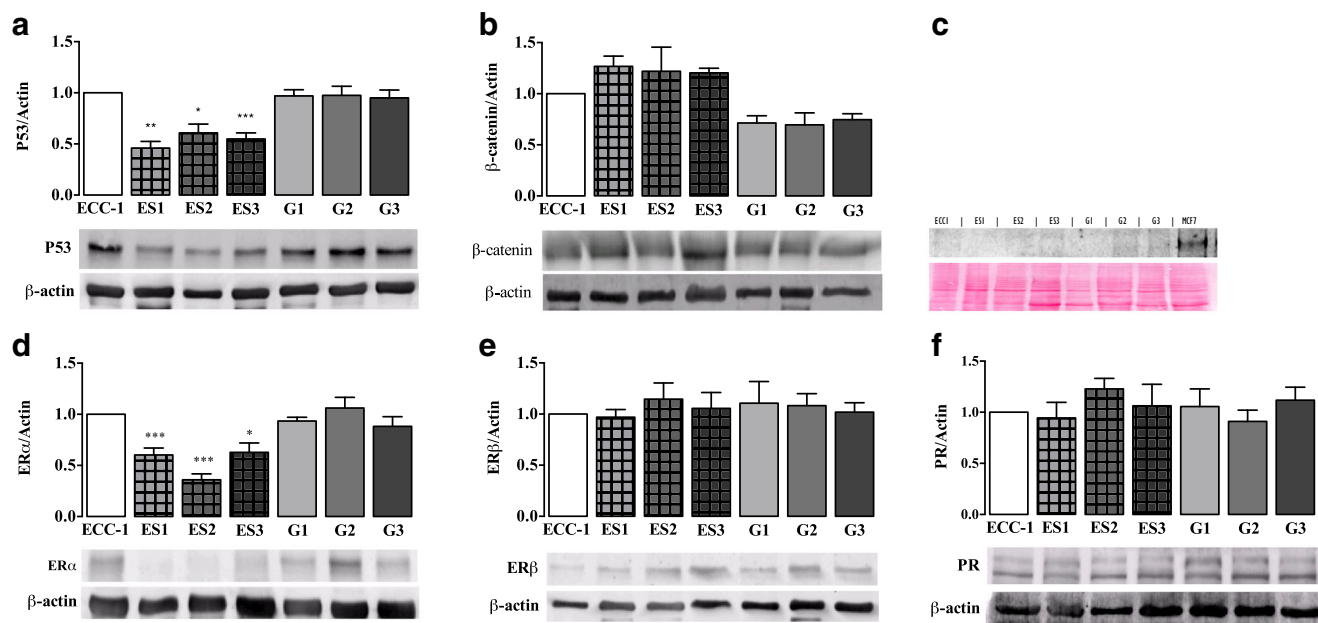 a
P53/Actin
1.5
1.0
0.5
0.0
** * ***
ECC-1 ES1 ES2 ES3 G1 G2 G3
P53
β-actin
b
β-catenin/Actin
1.5
1.0
0.5
0.0
ECC-1 ES1 ES2 ES3 G1 G2 G3
β-catenin
β-actin
c
ECC1 | ES1 | ES2 | ES3 | G1 | G2 | G3 | MCF7
d
ERα/Actin
1.5
1.0
0.5
0.0
*** *** *
ECC-1 ES1 ES2 ES3 G1 G2 G3
ERα
β-actin
e
ERβ/Actin
1.5
1.0
0.5
0.0
ECC-1 ES1 ES2 ES3 G1 G2 G3
ERβ
β-actin
f
PR/Actin
1.5
1.0
0.5
0.0
ECC-1 ES1 ES2 ES3 G1 G2 G3
PR
β-actin